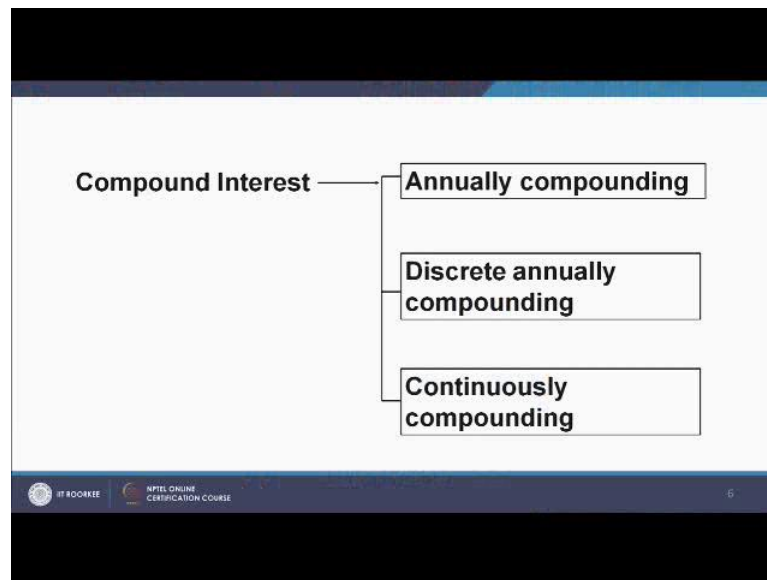 Compound Interest
Annually compounding
Discrete annually
compounding
Continuously
compounding
IIT ROORKEE
NPTEL ONLINE
CERTIFICATION COURSE
6